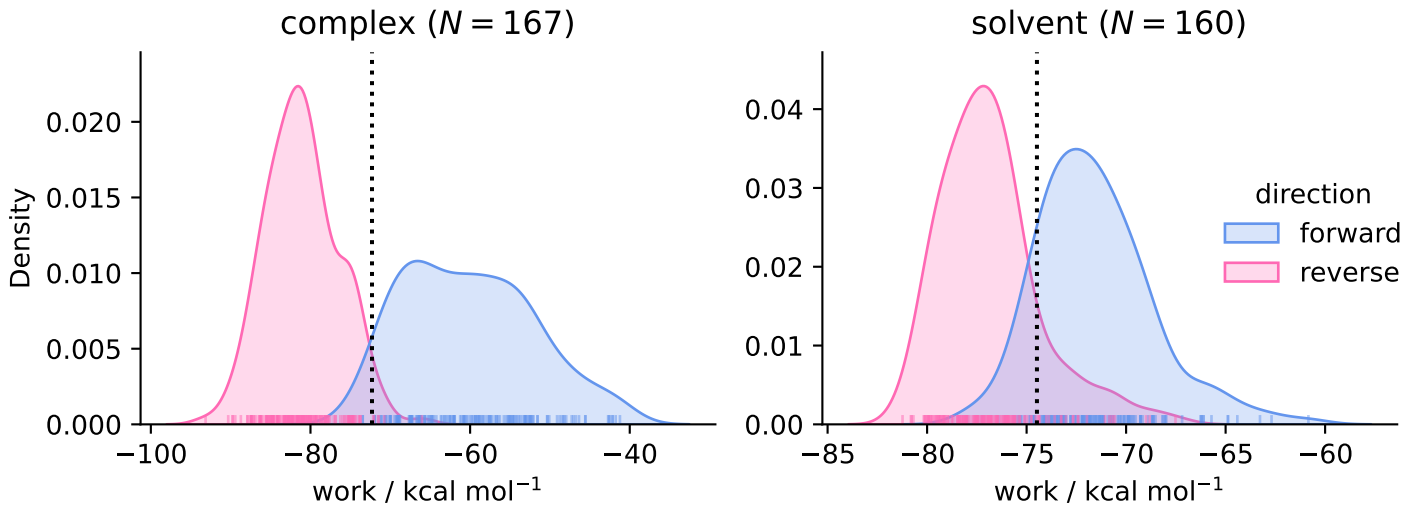 complex (N = 167)
Density
0.020
0.015
0.010
0.005
0.000
−100
−80
−60
−40
work / kcal mol⁻¹
solvent (N = 160)
0.04
0.03
0.02
0.01
0.00
−85
−80
−75
−70
−65
−60
work / kcal mol⁻¹
direction
forward
reverse